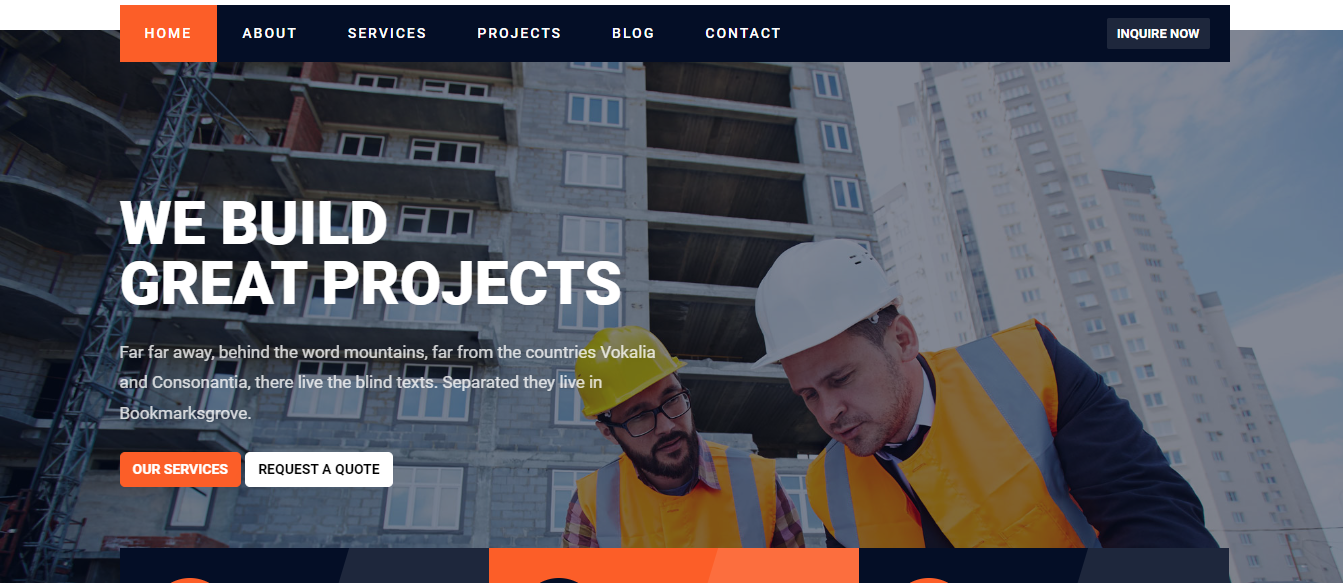 HOME ABOUT SERVICES PROJECTS BLOG CONTACT INQUIRE NOW
WE BUILD
GREAT PROJECTS
Far far away, behind the word mountains, far from the countries Vokalia
and Consonantia, there live the blind texts. Separated they live in
Bookmarksgrove.
OUR SERVICES REQUEST A QUOTE